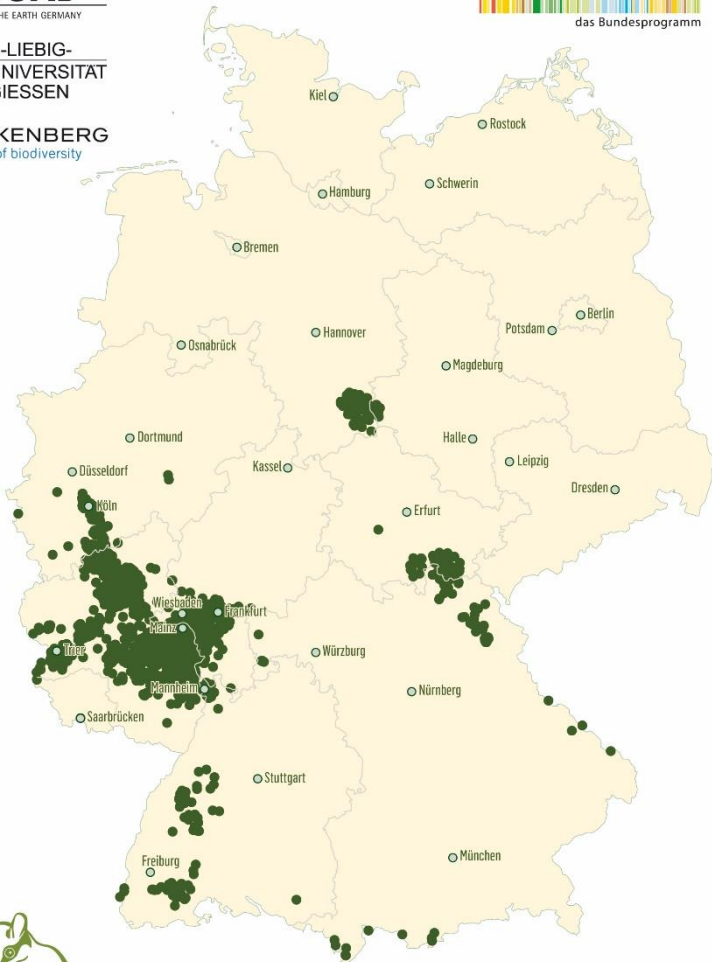 THE EARTH GERMANY
das Bundesprogramm
-LIEBIG-
NIVERSITÄT
GIESSEN
KENBERG
of biodiversity
Kiel
Rostock
Hamburg
Schwerin
Bremen
Berlin
Potsdam
Hannover
Osnabrück
Magdeburg
Dortmund
Halle
Düsseldorf
Kassel
Leipzig
Dresden
Köln
Erfurt
Wiesbaden
Frankfurt
Mainz
Trier
Würzburg
Mannheim
Nürnberg
Saarbrücken
Stuttgart
München
Freiburg